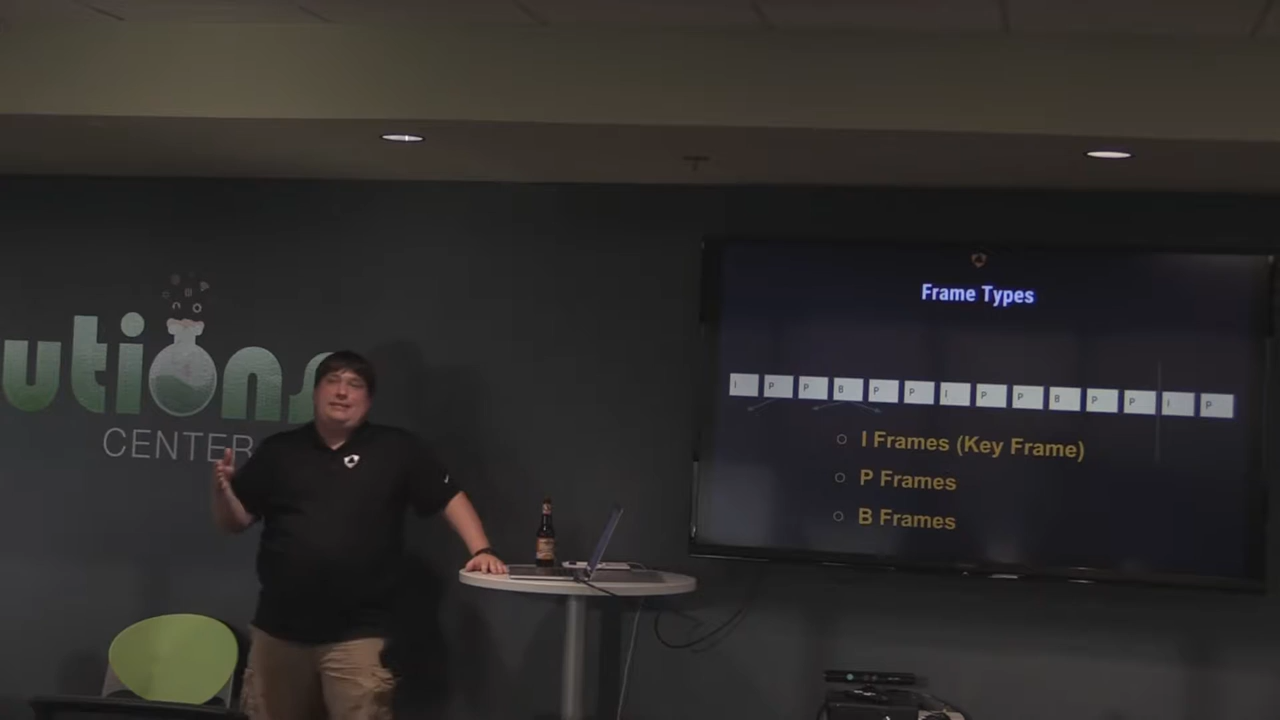 utions
CENTER
Frame Types
I P P B P P I P P B P P I P
I Frames (Key Frame)
P Frames
B Frames